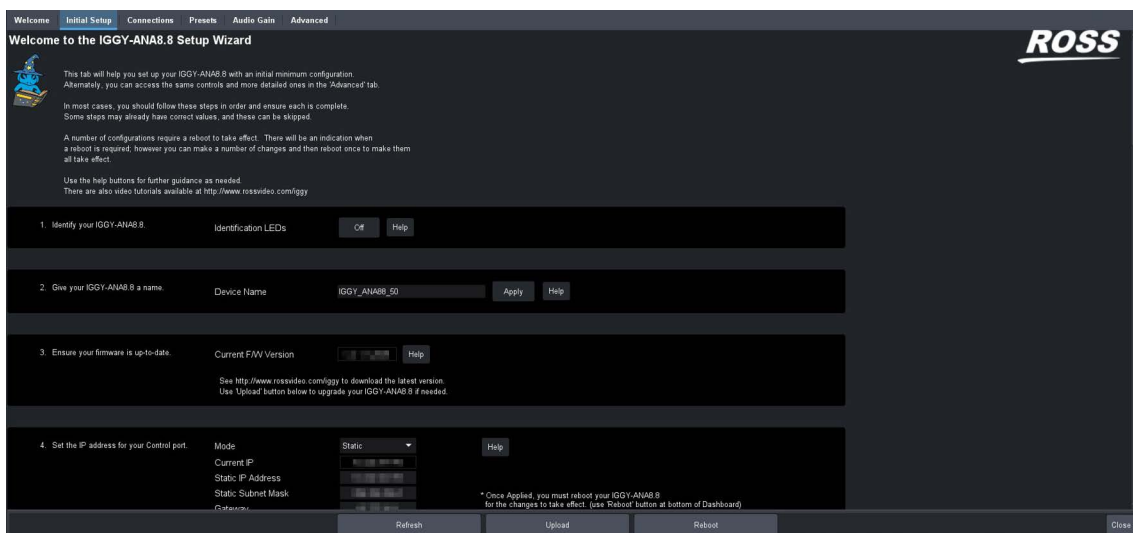 Welcome Initial Setup Connections Presets Audio Gain Advanced
Welcome to the IGGY-ANA8.8 Setup Wizard
ROSS
This tab will help you set up your IGGY-ANA8.8 with an initial minimum configuration.
Alternately, you can access the same controls and more detailed ones in the 'Advanced' tab.
In most cases, you should follow these steps in order and ensure each is complete.
Some steps may already have correct values, and these can be skipped.
A number of configurations require a reboot to take effect. There will be an indication when
a reboot is required; however you can make a number of changes and then reboot once to make them
all take effect.
Use the help buttons for further guidance as needed.
There are also video tutorials available at http://www.rossvideo.com/iggy
1. Identify your IGGY-ANA8.8. Identification LEDs Off Help
2. Give your IGGY-ANA8.8 a name. Device Name IGGY_ANA88_50 Apply Help
3. Ensure your firmware is up-to-date. Current F/W Version Help
See http://www.rossvideo.com/iggy to download the latest version.
Use 'Upload' button below to upgrade your IGGY-ANA8.8 if needed.
4. Set the IP address for your Control port. Mode Static Help
Current IP
Static IP Address
Static Subnet Mask
* Once Applied, you must reboot your IGGY-ANA8.8
Gateway
for the changes to take effect. (use 'Reboot' button at bottom of Dashboard)
Refresh Upload Reboot Close